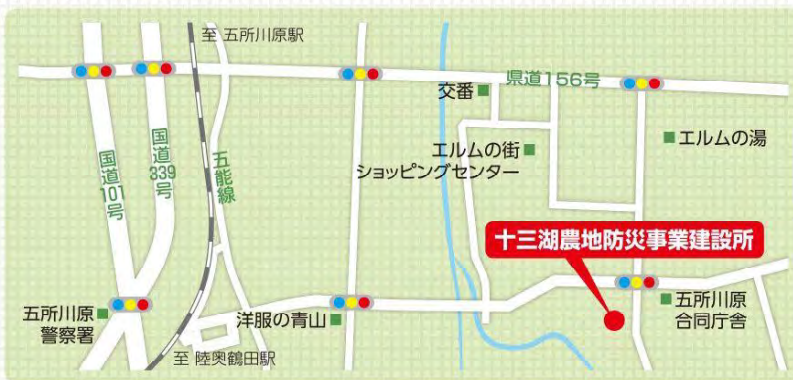 至 五所川原駅
県道156号
交番
エルムの湯
エルムの街
ショッピングセンター
国道
101号
国道
339号
五能線
十三湖農地防災事業建設所
五所川原
警察署
洋服の青山
五所川原
合同庁舎
至 陸奥鶴田駅